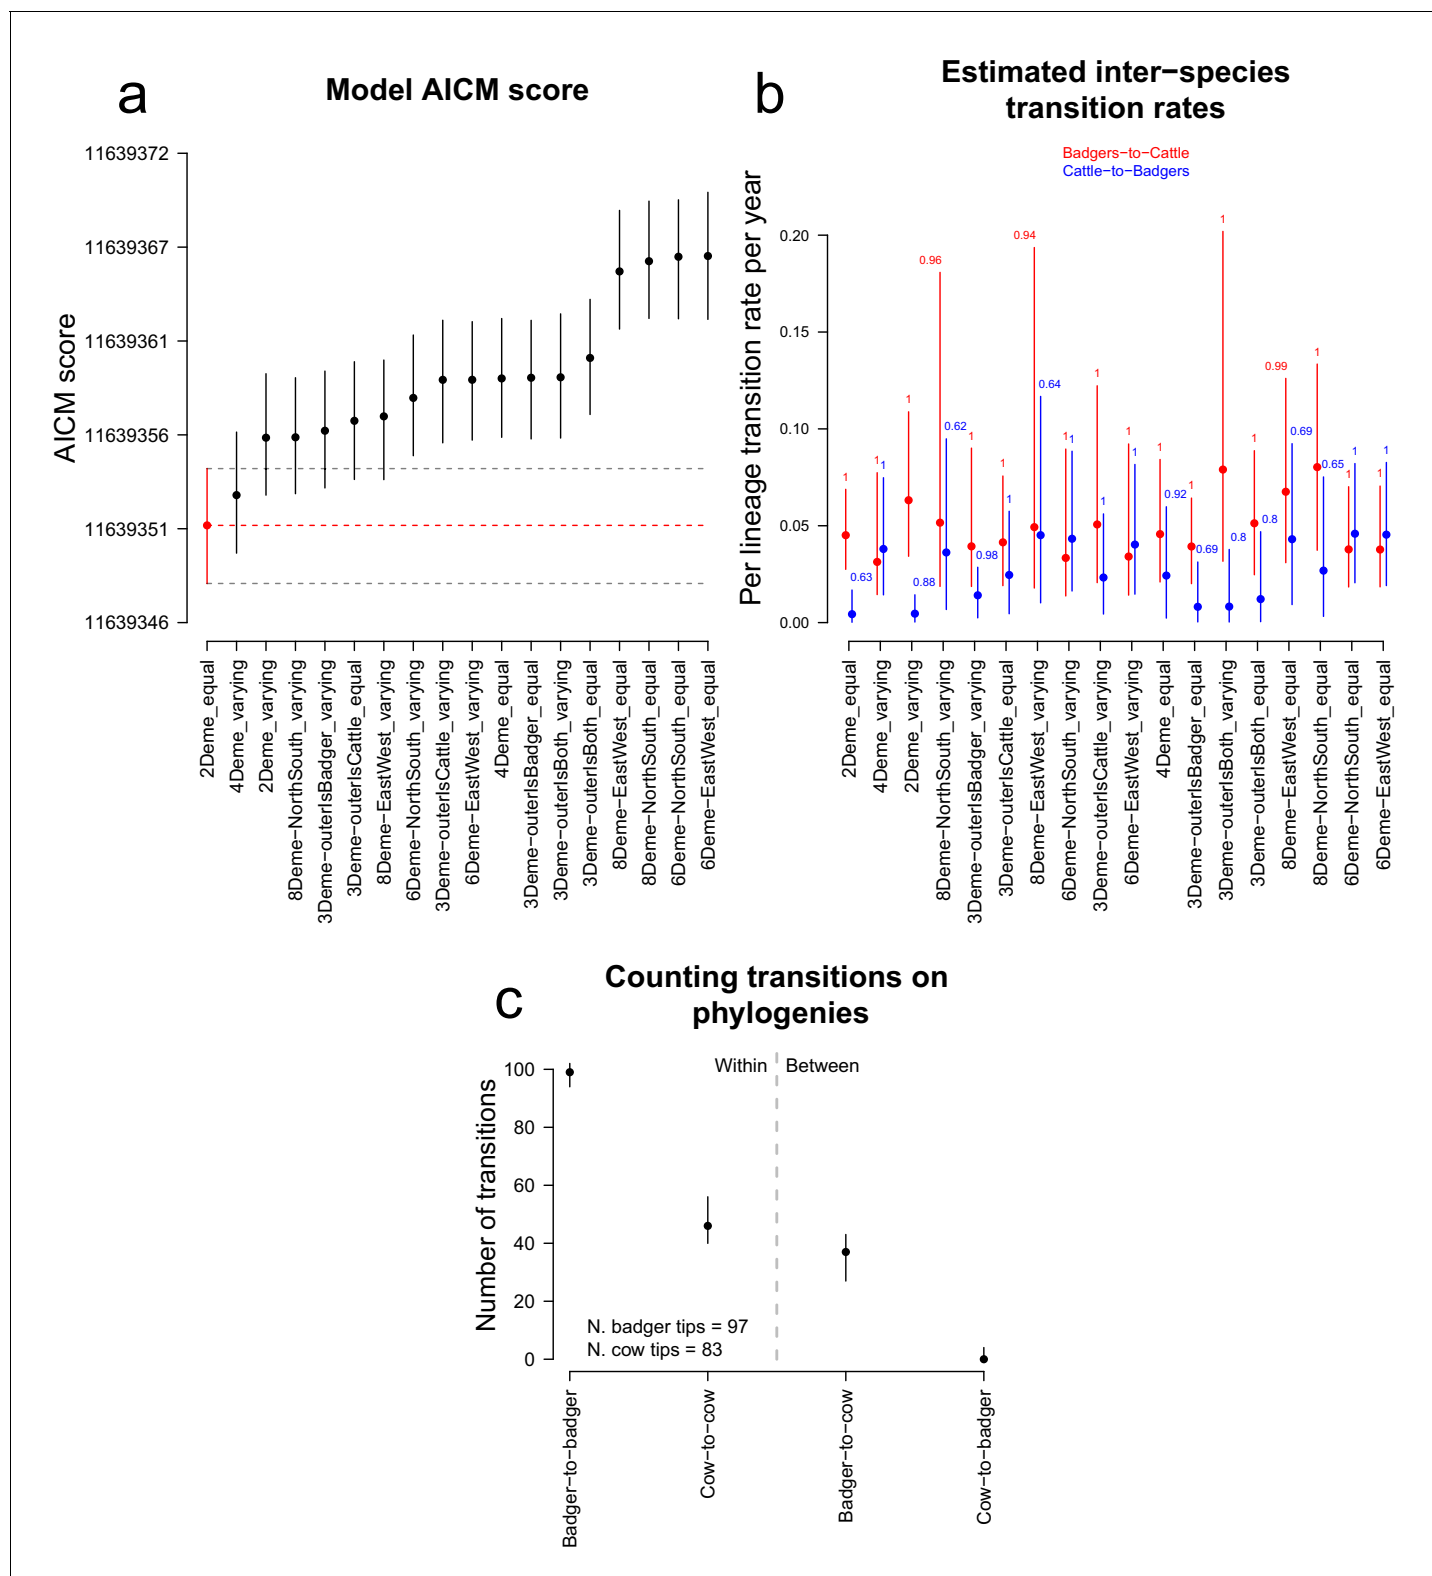 a
Model AICM score
AICM score
11639372
11639367
11639361
11639356
11639351
11639346
2Deme_equal
4Deme_varying
2Deme_varying
8Deme−NorthSouth_varying
3Deme−outerIsBadger_varying
3Deme−outerIsCattle_equal
8Deme−EastWest_varying
6Deme−NorthSouth_varying
3Deme−outerIsCattle_varying
6Deme−EastWest_varying
4Deme_equal
3Deme−outerIsBadger_equal
3Deme−outerIsBoth_varying
3Deme−outerIsBoth_equal
8Deme−EastWest_equal
8Deme−NorthSouth_equal
6Deme−NorthSouth_equal
6Deme−EastWest_equal
b
Estimated inter−species
transition rates
Badgers−to−Cattle
Cattle−to−Badgers
Per lineage transition rate per year
0.20
0.15
0.10
0.05
0.00
1
0.63
1
1
1
0.88
0.96
0.62
1
0.98
1
1
0.94
0.64
1
1
1
1
1
1
1
0.92
1
0.69
1
0.8
1
0.8
0.99
0.69
1
0.65
1
1
1
1
2Deme_equal
4Deme_varying
2Deme_varying
8Deme−NorthSouth_varying
3Deme−outerIsBadger_varying
3Deme−outerIsCattle_equal
8Deme−EastWest_varying
6Deme−NorthSouth_varying
3Deme−outerIsCattle_varying
6Deme−EastWest_varying
4Deme_equal
3Deme−outerIsBadger_equal
3Deme−outerIsBoth_varying
3Deme−outerIsBoth_equal
8Deme−EastWest_equal
8Deme−NorthSouth_equal
6Deme−NorthSouth_equal
6Deme−EastWest_equal
c
Counting transitions on
phylogenies
Number of transitions
100
80
60
40
20
0
Within
Between
N. badger tips = 97
N. cow tips = 83
Badger−to−badger
Cow−to−cow
Badger−to−cow
Cow−to−badger